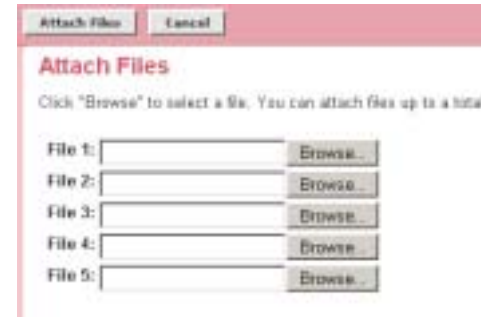 Attach Files Cancel
Attach Files
Click "Browse" to select a file. You can attach files up to a total
File 1: Browse...
File 2: Browse...
File 3: Browse...
File 4: Browse...
File 5: Browse...